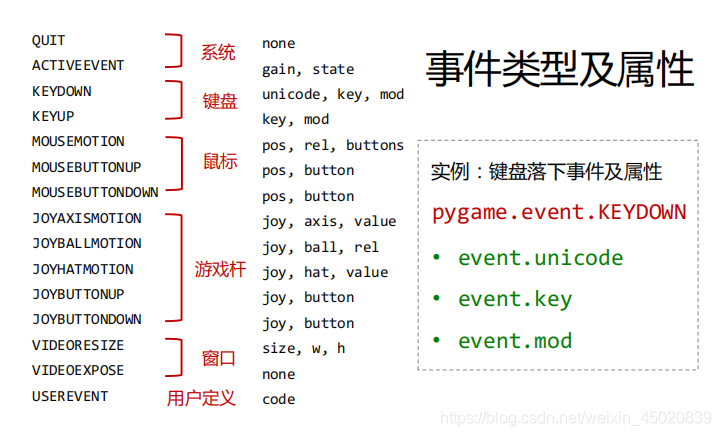 事件类型及属性
QUIT none
ACTIVEEVENT 系统 gain, state
KEYDOWN unicode, key, mod
KEYUP 键盘 key, mod
MOUSEMOTION pos, rel, buttons
MOUSEBUTTONUP 鼠标 pos, button
MOUSEBUTTONDOWN pos, button
JOYAXISMOTION joy, axis, value
JOYBALLMOTION joy, ball, rel
JOYHATMOTION 游戏杆 joy, hat, value
JOYBUTTONUP joy, button
JOYBUTTONDOWN joy, button
VIDEORESIZE 窗口 size, w, h
VIDEOEXPOSE none
USEREVENT 用户定义 code
实例：键盘落下事件及属性
pygame.event.KEYDOWN
• event.unicode
• event.key
• event.mod
https://blog.csdn.net/weixin_45020839